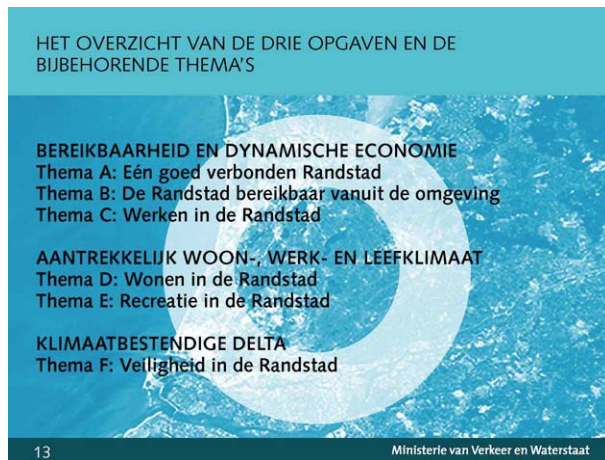 HET OVERZICHT VAN DE DRIE OPGAVEN EN DE
BIJBEHORENDE THEMA'S
BEREIKBAARHEID EN DYNAMISCHE ECONOMIE
Thema A: Eén goed verbonden Randstad
Thema B: De Randstad bereikbaar vanuit de omgeving
Thema C: Werken in de Randstad
AANTREKKELIJK WOON-, WERK- EN LEEFKLIMAAT
Thema D: Wonen in de Randstad
Thema E: Recreatie in de Randstad
KLIMAATBESTENDIGE DELTA
Thema F: Veiligheid in de Randstad
13
Ministerie van Verkeer en Waterstaat